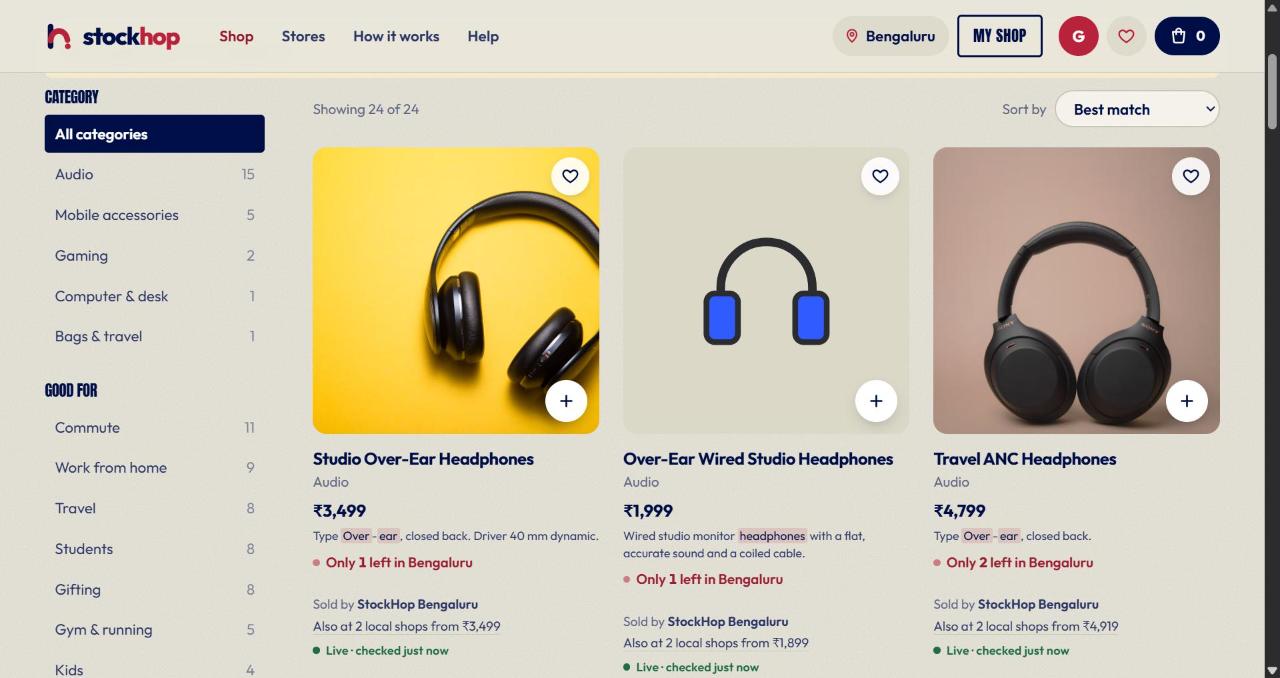 stockhop
Shop
Stores
How it works
Help
Bengaluru
MY SHOP
G
0
CATEGORY
All categories
Audio 15
Mobile accessories 5
Gaming 2
Computer & desk 1
Bags & travel 1
GOOD FOR
Commute 11
Work from home 9
Travel 8
Students 8
Gifting 8
Gym & running 5
Kids 4
Showing 24 of 24
Sort by Best match
Studio Over-Ear Headphones
Audio
₹3,499
Type Over-ear, closed back. Driver 40 mm dynamic.
Only 1 left in Bengaluru
Sold by StockHop Bengaluru
Also at 2 local shops from ₹3,499
Live · checked just now
Over-Ear Wired Studio Headphones
Audio
₹1,999
Wired studio monitor headphones with a flat,
accurate sound and a coiled cable.
Only 1 left in Bengaluru
Sold by StockHop Bengaluru
Also at 2 local shops from ₹1,899
Live · checked just now
SONY
SONY
Travel ANC Headphones
Audio
₹4,799
Type Over-ear, closed back.
Only 2 left in Bengaluru
Sold by StockHop Bengaluru
Also at 2 local shops from ₹4,919
Live · checked just now